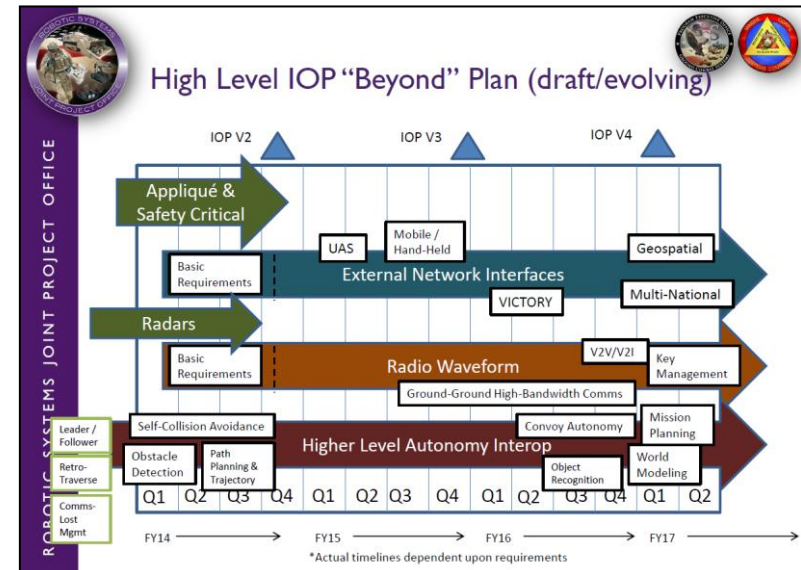 ROBOTIC SYSTEMS
JOINT PROJECT OFFICE
High Level IOP “Beyond” Plan (draft/evolving)
ROBOTIC SYSTEMS JOINT PROJECT OFFICE
IOP V2
IOP V3
IOP V4
Appliqué &
Safety Critical
UAS
Mobile /
Hand-Held
Geospatial
Basic
Requirements
External Network Interfaces
VICTORY
Multi-National
Radars
V2V/V2I
Basic
Requirements
Radio Waveform
Key
Management
Ground-Ground High-Bandwidth Comms
Leader /
Follower
Self-Collision Avoidance
Convoy Autonomy
Mission
Planning
Higher Level Autonomy Interop
Retro-
Traverse
Obstacle
Detection
Path
Planning &
Trajectory
Object
Recognition
World
Modeling
Comms-
Lost
Mgmt
Q1 Q2 Q3 Q4 Q1 Q2 Q3 Q4 Q1 Q2 Q3 Q4 Q1 Q2
FY14 FY15 FY16 FY17
*Actual timelines dependent upon requirements